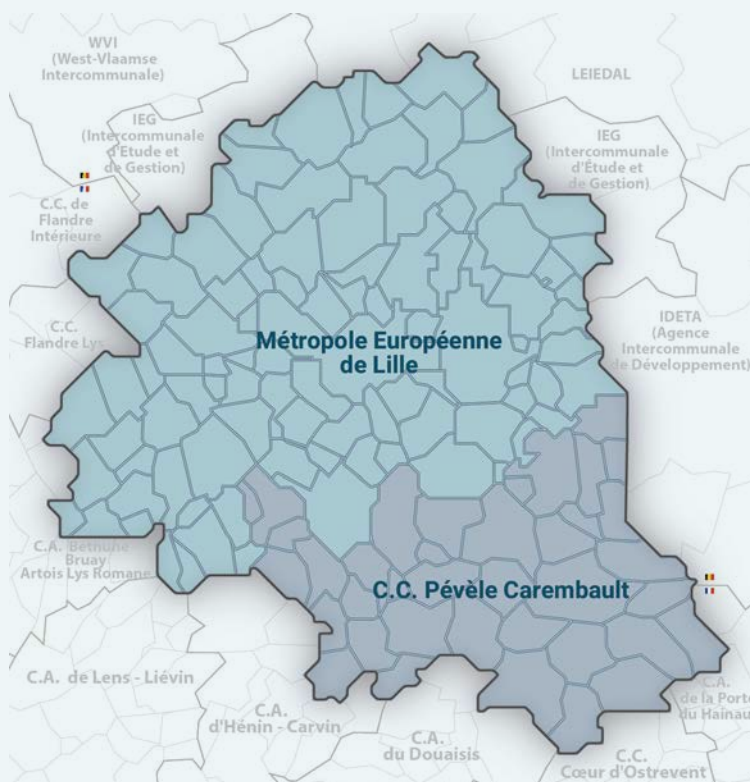 WVI
(West-Vlaamse
Intercommunale)
LEIEDAL
IEG
(Intercommunale
d'Etude et
de Gestion)
IEG
(Intercommunale
d'Étude et
de Gestion)
C.C. de
Flandre
Intérieure
C.C.
Flandre Lys
IDETA
(Agence
Intercommunale
de Développement)
Métropole Européenne
de Lille
C.A. Béthune
Bruay
Artois Lys Romane
C.C. Pévèle Carembault
C.A. de Lens - Liévin
C.A.
d'Hénin - Carvin
C.A.
du Douaisis
C.A.
de la Porte
du Hainau
C.C.
Cœur d'Ostrevent